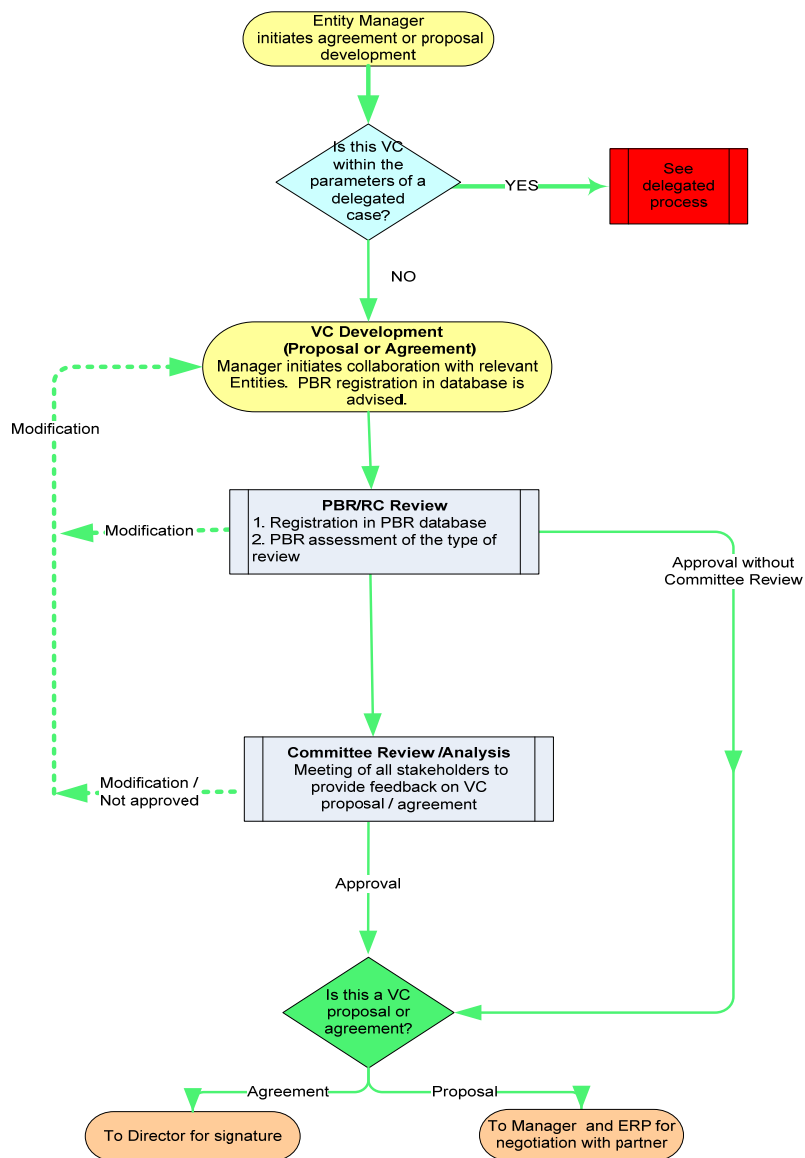 Entity Manager
initiates agreement or proposal
development
Is this VC
within the
parameters of a
delegated
case?
YES
See
delegated
process
NO
VC Development
(Proposal or Agreement)
Manager initiates collaboration with relevant
Entities. PBR registration in database is
advised.
Modification
PBR/RC Review
1. Registration in PBR database
2. PBR assessment of the type of
review
Modification
Approval without
Committee Review
Committee Review /Analysis
Meeting of all stakeholders to
provide feedback on VC
proposal / agreement
Modification /
Not approved
Approval
Is this a VC
proposal or
agreement?
Agreement
Proposal
To Director for signature
To Manager and ERP for
negotiation with partner